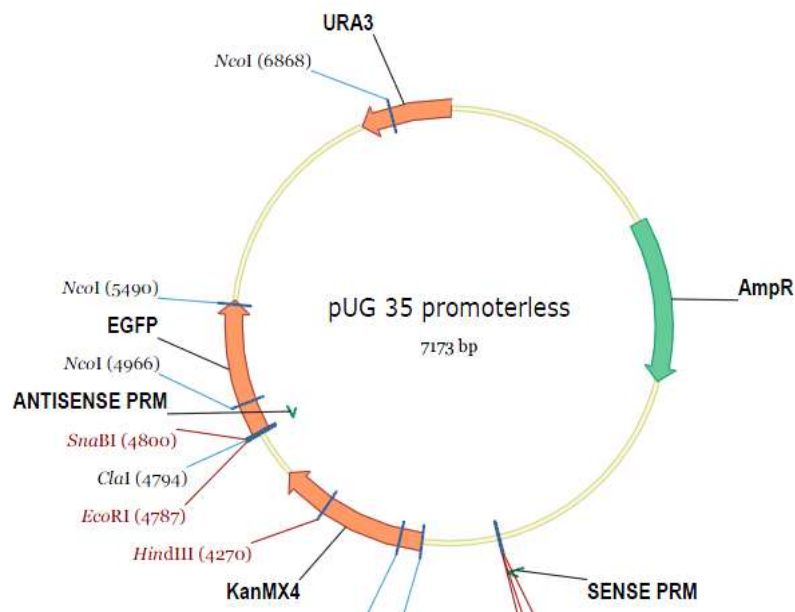 URA3
NcoI (6868)
AmpR
NcoI (5490)
EGFP
pUG 35 promoterless
7173 bp
NcoI (4966)
ANTISENSE PRM
SnaBI (4800)
ClaI (4794)
EcoRI (4787)
HindIII (4270)
KanMX4
SENSE PRM